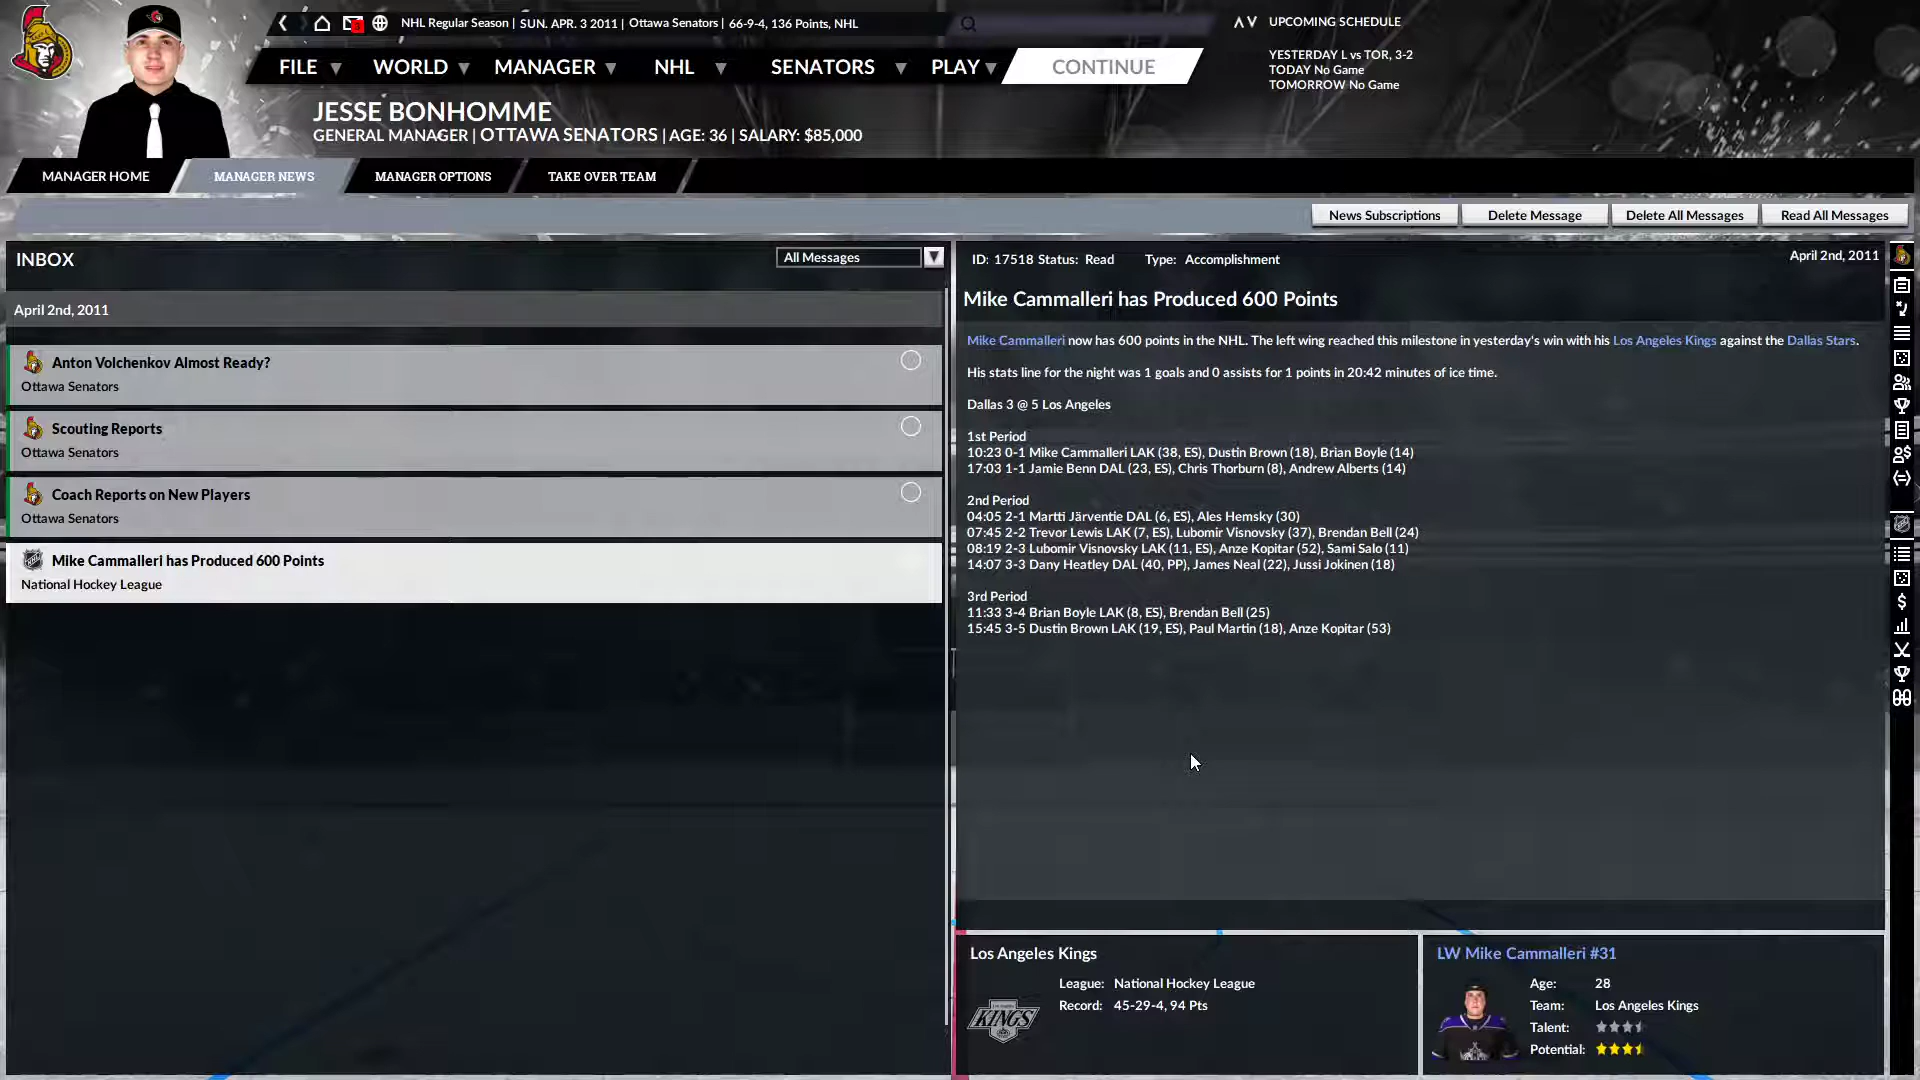 NHL Regular Season | SUN. APR. 3 2011 | Ottawa Senators | 66-9-4, 136 Points, NHL
UPCOMING SCHEDULE
YESTERDAY L vs TOR, 3-2
TODAY No Game
TOMORROW No Game
FILE WORLD MANAGER NHL SENATORS PLAY CONTINUE
JESSE BONHOMME
GENERAL MANAGER | OTTAWA SENATORS | AGE: 36 | SALARY: $85,000
MANAGER HOME MANAGER NEWS MANAGER OPTIONS TAKE OVER TEAM
News Subscriptions Delete Message Delete All Messages Read All Messages
INBOX All Messages
April 2nd, 2011
Anton Volchenkov Almost Ready?
Ottawa Senators
Scouting Reports
Ottawa Senators
Coach Reports on New Players
Ottawa Senators
Mike Cammalleri has Produced 600 Points
National Hockey League
ID: 17518 Status: Read Type: Accomplishment April 2nd, 2011
Mike Cammalleri has Produced 600 Points
Mike Cammalleri now has 600 points in the NHL. The left wing reached this milestone in yesterday's win with his Los Angeles Kings against the Dallas Stars.
His stats line for the night was 1 goals and 0 assists for 1 points in 20:42 minutes of ice time.
Dallas 3 @ 5 Los Angeles
1st Period
10:23 0-1 Mike Cammalleri LAK (38, ES), Dustin Brown (18), Brian Boyle (14)
17:03 1-1 Jamie Benn DAL (23, ES), Chris Thorburn (8), Andrew Alberts (14)
2nd Period
04:05 2-1 Martti Järventie DAL (6, ES), Ales Hemsky (30)
07:45 2-2 Trevor Lewis LAK (7, ES), Lubomir Visnovsky (37), Brendan Bell (24)
08:19 2-3 Lubomir Visnovsky LAK (11, ES), Anze Kopitar (52), Sami Salo (11)
14:07 3-3 Dany Heatley DAL (40, PP), James Neal (22), Jussi Jokinen (18)
3rd Period
11:33 3-4 Brian Boyle LAK (8, ES), Brendan Bell (25)
15:45 3-5 Dustin Brown LAK (19, ES), Paul Martin (18), Anze Kopitar (53)
Los Angeles Kings
League: National Hockey League
Record: 45-29-4, 94 Pts
KINGS
LW Mike Cammalleri #31
Age: 28
Team: Los Angeles Kings
Talent:
Potential: